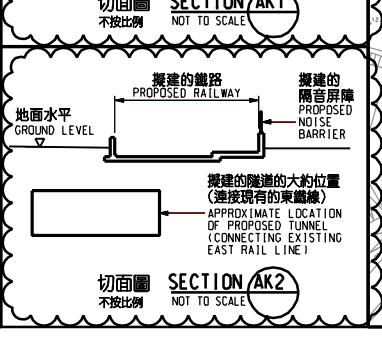 切面圖 SECTION AK1
不按比例 NOT TO SCALE
擬建的鐵路
PROPOSED RAILWAY
擬建的
隔音屏障
PROPOSED
NOISE
BARRIER
地面水平
GROUND LEVEL
擬建的隧道的大約位置
(連接現有的東鐵線)
APPROXIMATE LOCATION
OF PROPOSED TUNNEL
(CONNECTING EXISTING
EAST RAIL LINE)
切面圖 SECTION AK2
不按比例 NOT TO SCALE